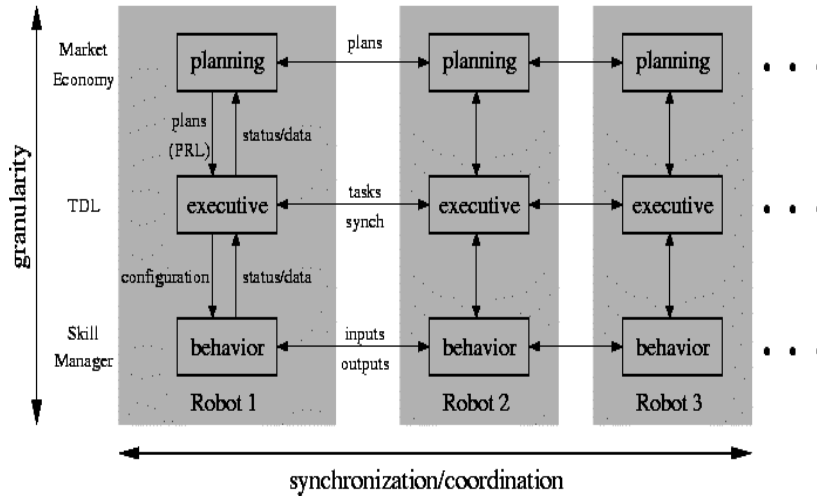 Market
Economy
planning
plans
planning
planning
plans
(PRL)
status/data
granularity
TDL
executive
tasks
synch
executive
executive
configuration
status/data
Skill
Manager
behavior
inputs
outputs
behavior
behavior
Robot 1
Robot 2
Robot 3
synchronization/coordination